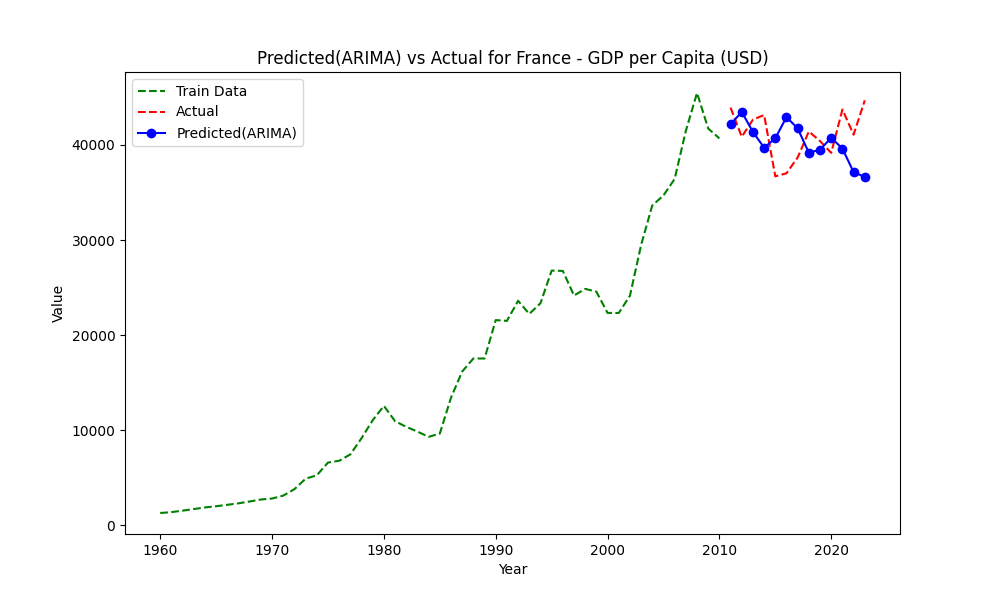 Predicted(ARIMA) vs Actual for France - GDP per Capita (USD)
Train Data
Actual
Predicted(ARIMA)
40000
30000
20000
10000
0
Value
1960 1970 1980 1990 2000 2010 2020
Year